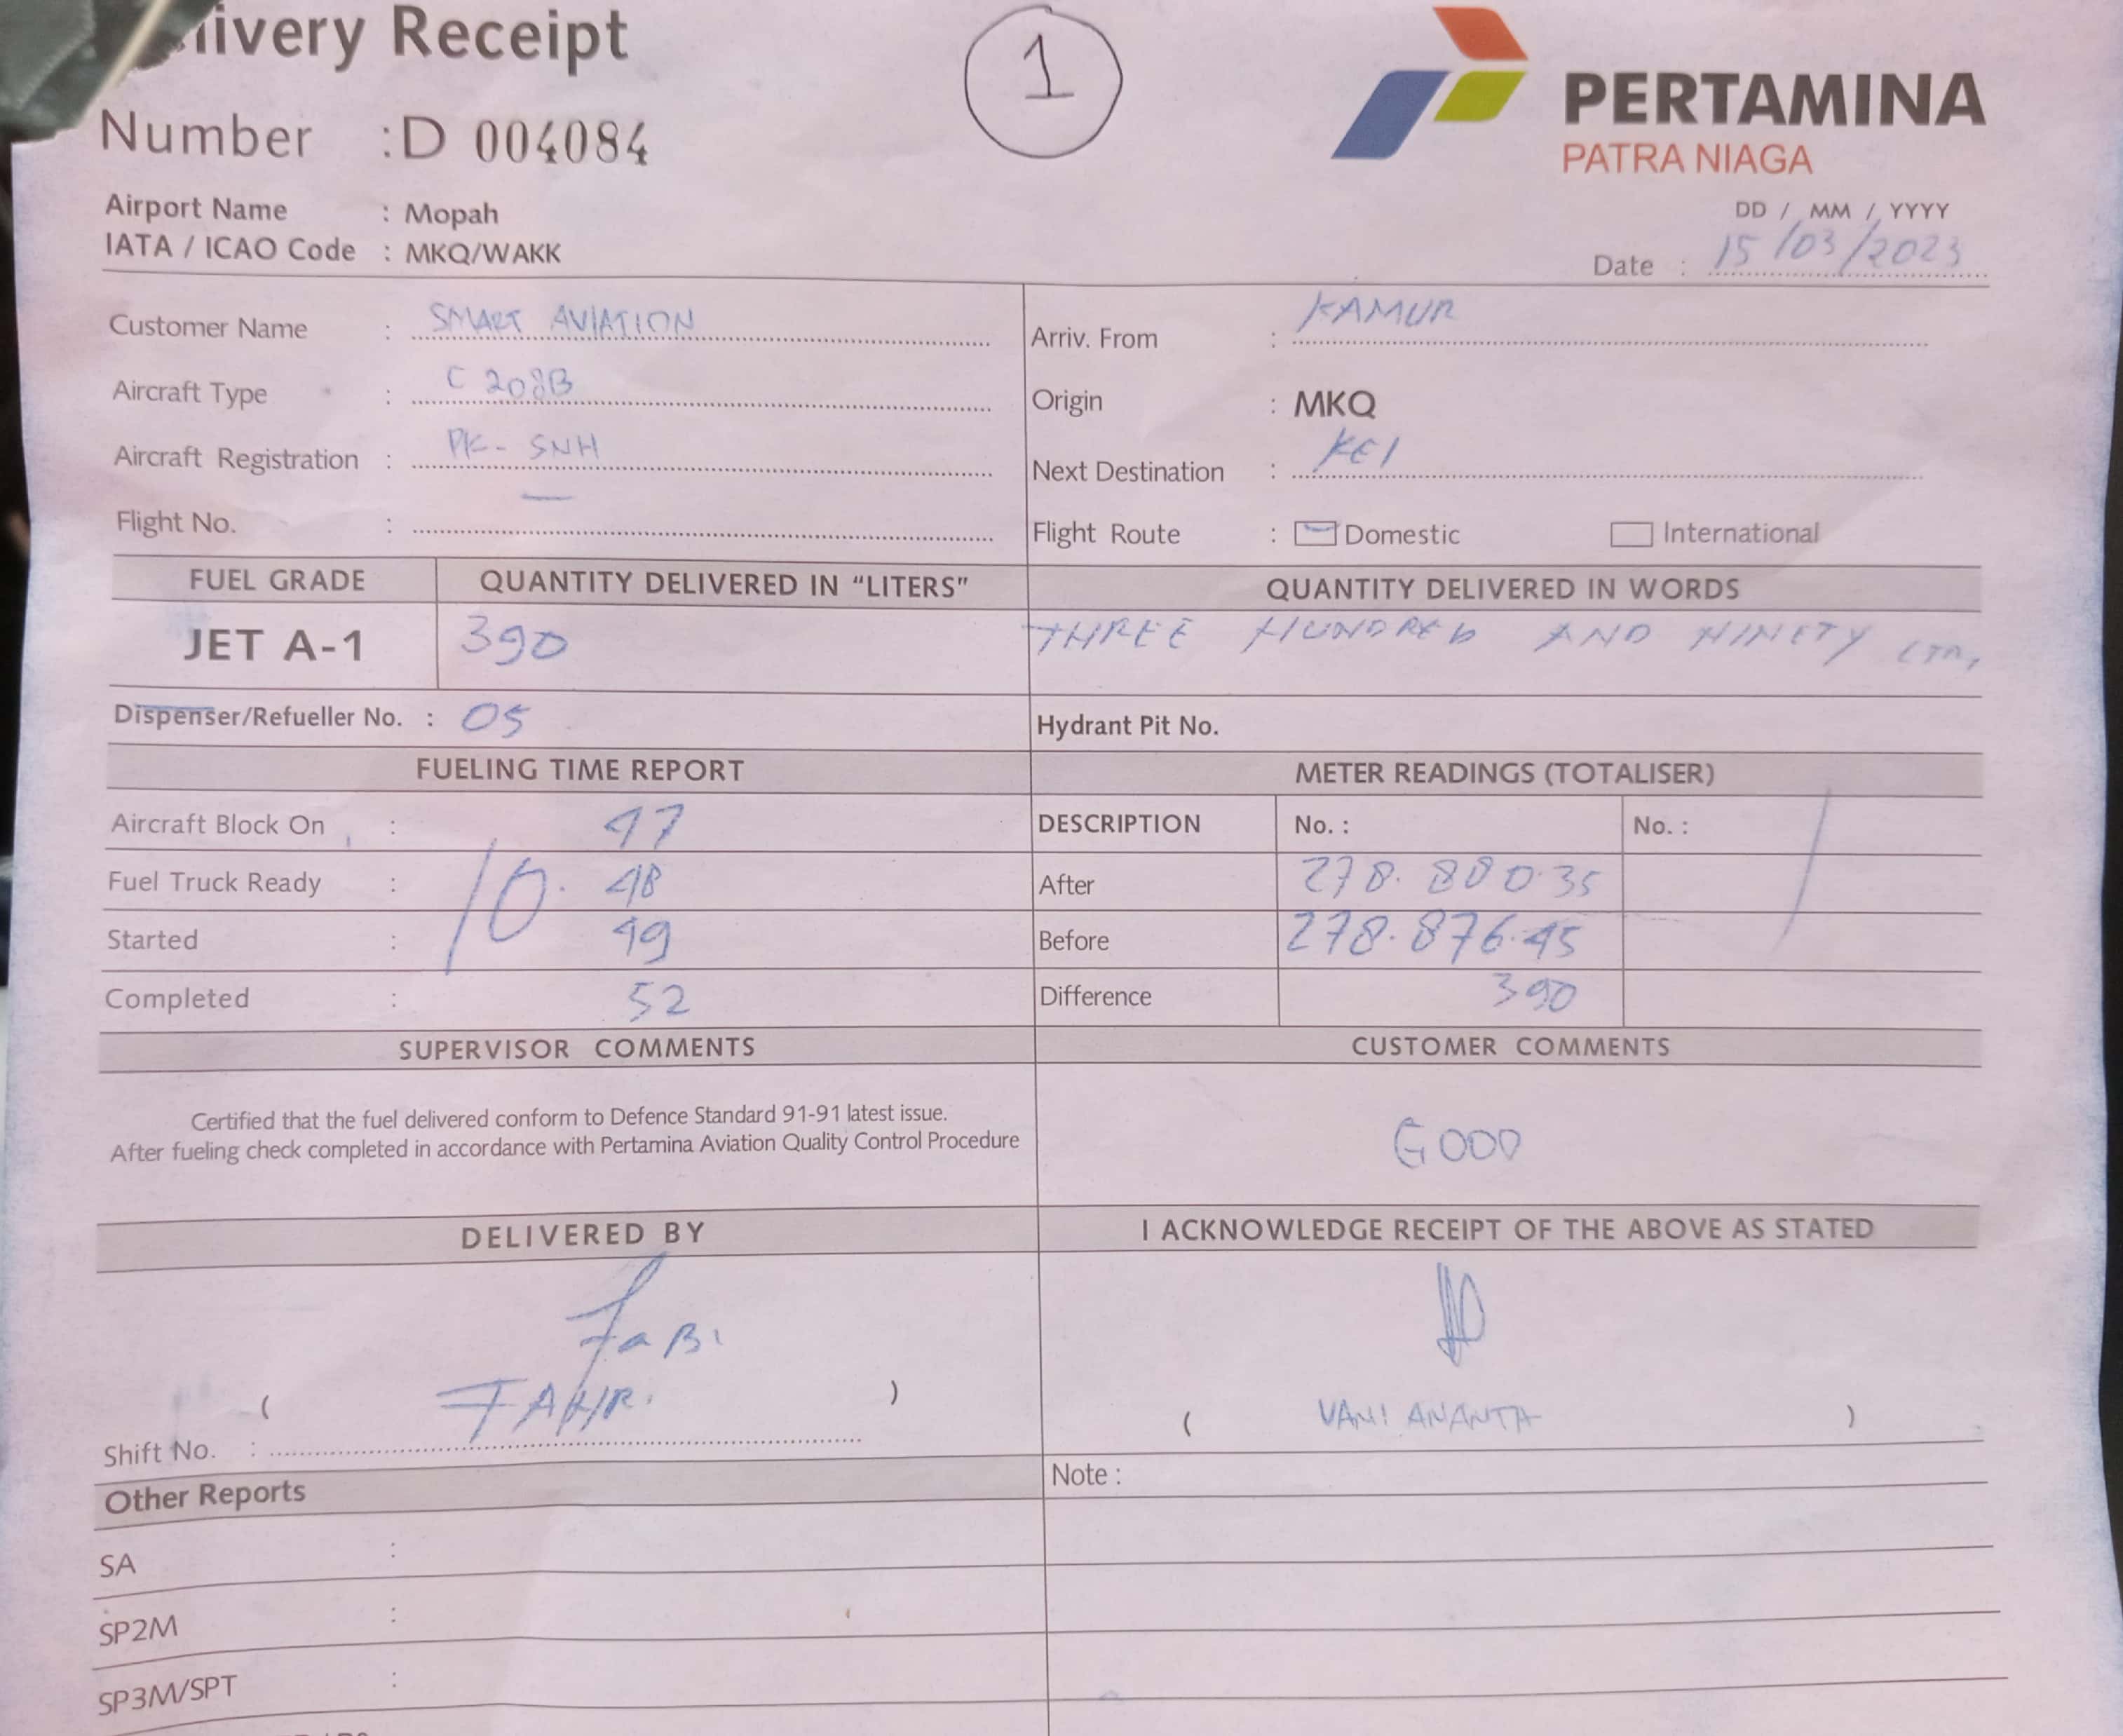 livery Receipt
1
PERTAMINA
PATRA NIAGA
Number : D 004084
Airport Name : Mopah
IATA / ICAO Code : MKQ/WAKK
DD / MM / YYYY
Date : 15/03/2023
Customer Name : SMART AVIATION
Arriv. From : KAMUR
Aircraft Type : C 208B
Origin : MKQ
Aircraft Registration : PK-SNH
Next Destination : KEI
Flight No. : —
Flight Route : Domestic International
FUEL GRADE QUANTITY DELIVERED IN "LITERS" QUANTITY DELIVERED IN WORDS
JET A-1 390 THREE HUNDRED AND NINETY LTR,
Dispenser/Refueller No. : 05 Hydrant Pit No.
FUELING TIME REPORT METER READINGS (TOTALISER)
Aircraft Block On : 47 DESCRIPTION No. : No. :
Fuel Truck Ready : 10. 48 After 278.880.35
Started : 49 Before 278.876.45
Completed : 52 Difference 390
SUPERVISOR COMMENTS CUSTOMER COMMENTS
Certified that the fuel delivered conform to Defence Standard 91-91 latest issue.
After fueling check completed in accordance with Pertamina Aviation Quality Control Procedure
GOOD
DELIVERED BY I ACKNOWLEDGE RECEIPT OF THE ABOVE AS STATED
( ) ( VANI ANANTA )
Shift No. :
Note :
Other Reports
SA :
SP2M :
SP3M/SPT :